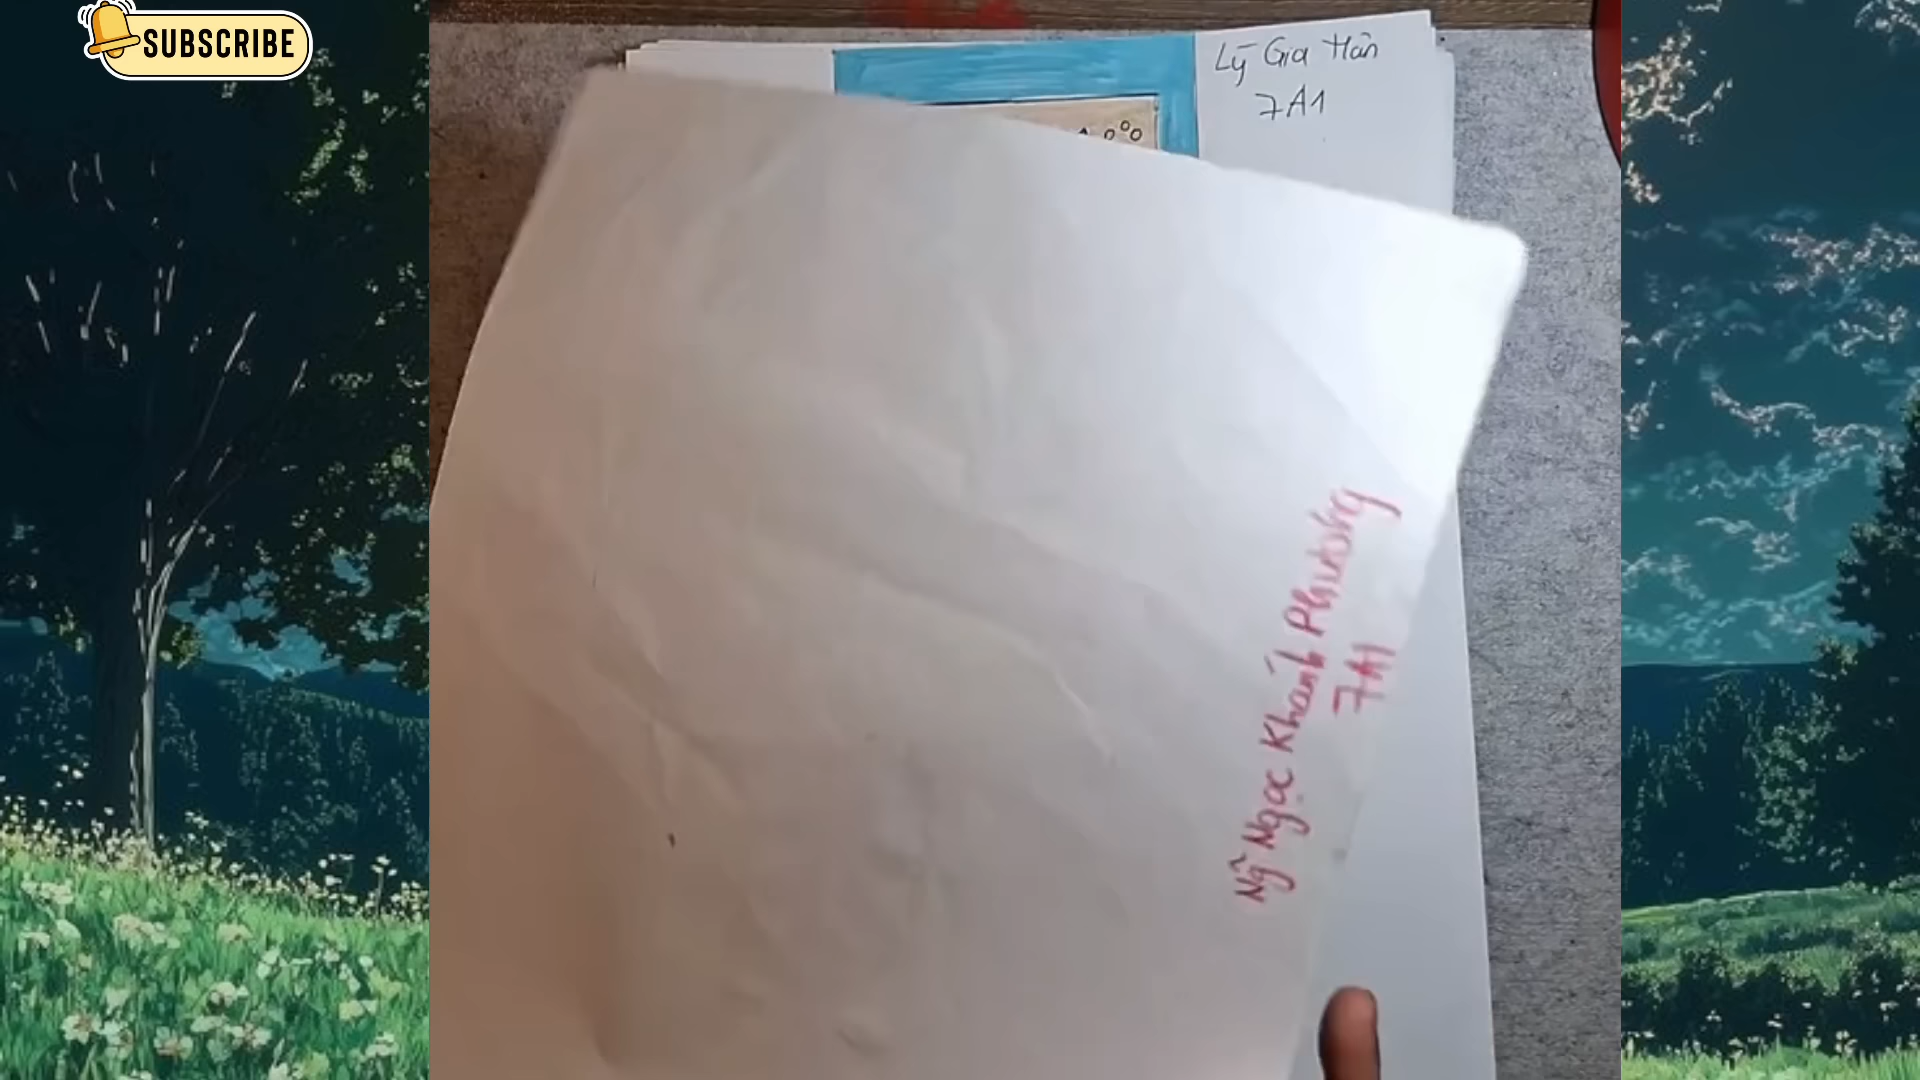 SUBSCRIBE
Lý Gia Hân
7A1
Ngọc Khánh Phương
7A1